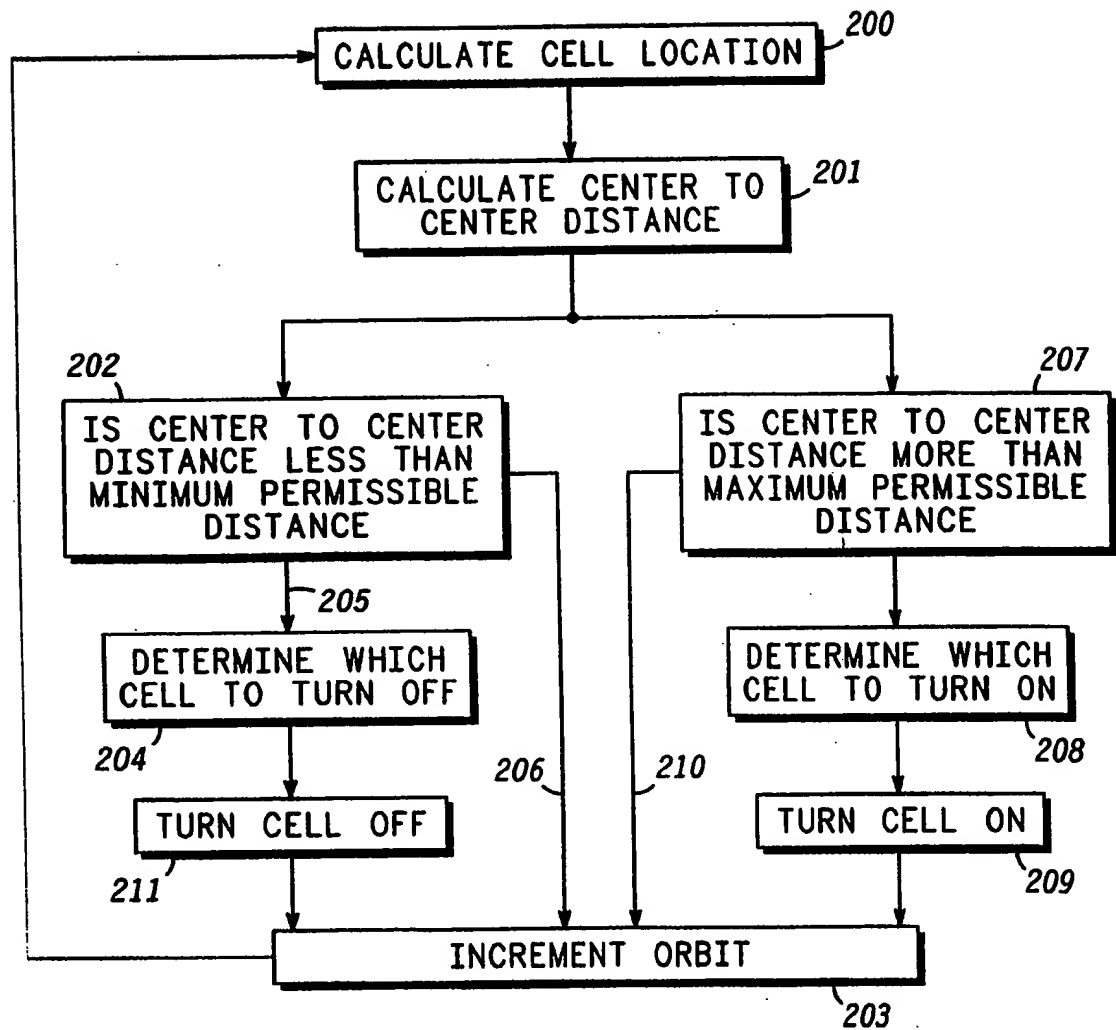 200
CALCULATE CELL LOCATION
CALCULATE CENTER TO
CENTER DISTANCE
201
202
IS CENTER TO CENTER
DISTANCE LESS THAN
MINIMUM PERMISSIBLE
DISTANCE
207
IS CENTER TO CENTER
DISTANCE MORE THAN
MAXIMUM PERMISSIBLE
DISTANCE
205
DETERMINE WHICH
CELL TO TURN OFF
204
DETERMINE WHICH
CELL TO TURN ON
208
206
210
TURN CELL OFF
211
TURN CELL ON
209
INCREMENT ORBIT
203